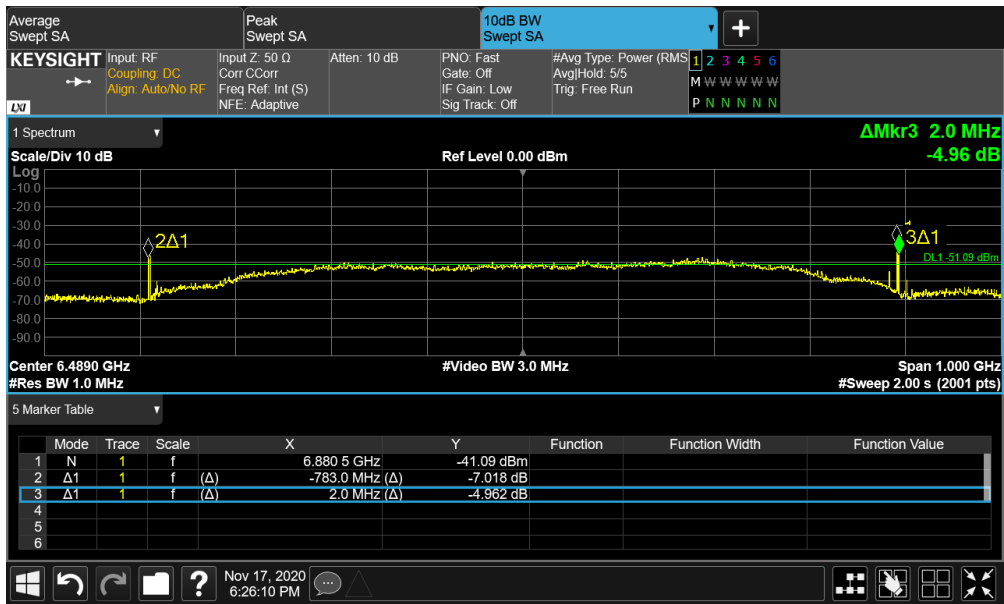 Average
Swept SA
Peak
Swept SA
10dB BW
Swept SA
▼
+
KEYSIGHT
LXI
Input: RF
Coupling: DC
Align: Auto/No RF
Input Z: 50 Ω
Corr CCorr
Freq Ref: Int (S)
NFE: Adaptive
Atten: 10 dB
PNO: Fast
Gate: Off
IF Gain: Low
Sig Track: Off
#Avg Type: Power (RMS
Avg|Hold: 5/5
Trig: Free Run
1 2 3 4 5 6
M W W W W W
P N N N N N
1 Spectrum ▼
ΔMkr3 2.0 MHz
-4.96 dB
Scale/Div 10 dB
Ref Level 0.00 dBm
Log
-10.0
-20.0
-30.0
-40.0
-50.0
-60.0
-70.0
-80.0
-90.0
2Δ1
3Δ1
DL1 -51.09 dBm
Center 6.4890 GHz
#Video BW 3.0 MHz
Span 1.000 GHz
#Res BW 1.0 MHz
#Sweep 2.00 s (2001 pts)
5 Marker Table ▼
Mode Trace Scale X Y Function Function Width Function Value
1 N 1 f 6.880 5 GHz -41.09 dBm
2 Δ1 1 f (Δ) -783.0 MHz (Δ) -7.018 dB
3 Δ1 1 f (Δ) 2.0 MHz (Δ) -4.962 dB
4
5
6
?
Nov 17, 2020
6:26:10 PM